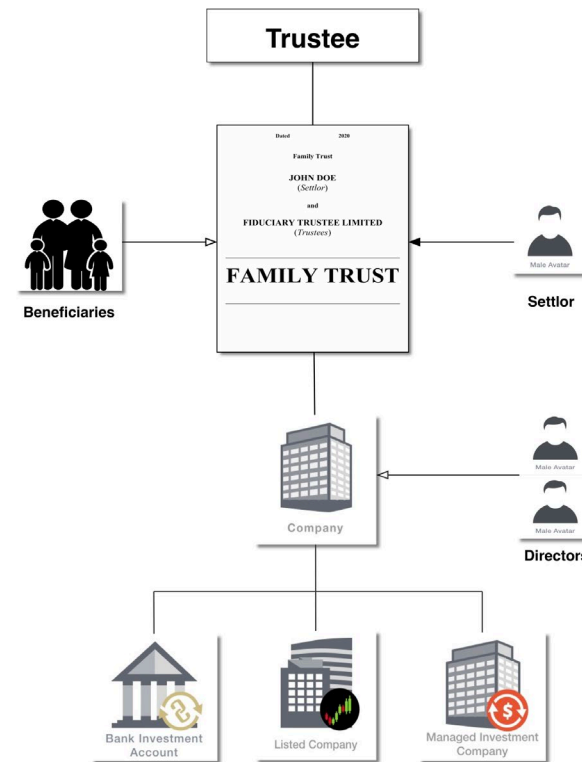 Trustee
Dated 2020
Family Trust
JOHN DOE
(Settlor)
and
FIDUCIARY TRUSTEE LIMITED
(Trustees)
FAMILY TRUST
Beneficiaries
Male Avatar
Settlor
Company
Male Avatar
Male Avatar
Directors
Bank Investment
Account
Listed Company
Managed Investment
Company